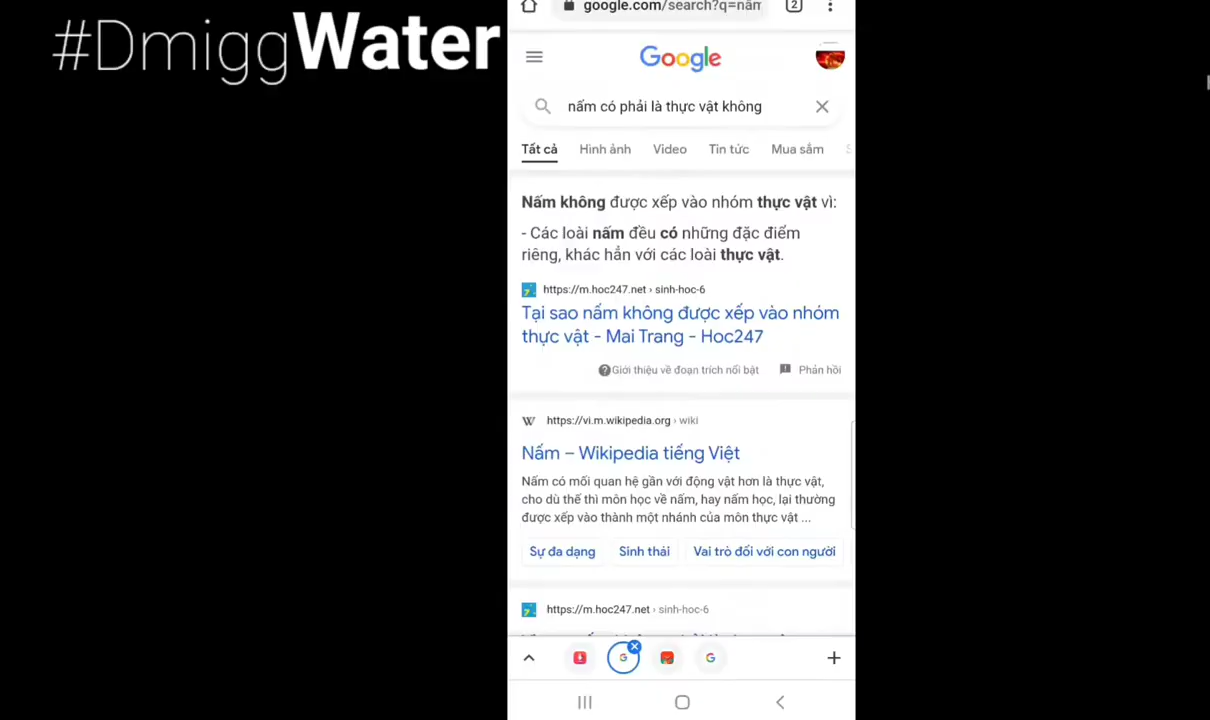 #DmiggWater
google.com/search?q=nấm
2
Google
nấm có phải là thực vật không
Tất cả Hình ảnh Video Tin tức Mua sắm
Nấm không được xếp vào nhóm thực vật vì:
- Các loài nấm đều có những đặc điểm
riêng, khác hẳn với các loài thực vật.
https://m.hoc247.net › sinh-hoc-6
Tại sao nấm không được xếp vào nhóm
thực vật - Mai Trang - Hoc247
Giới thiệu về đoạn trích nổi bật Phản hồi
https://vi.m.wikipedia.org › wiki
Nấm – Wikipedia tiếng Việt
Nấm có mối quan hệ gần với động vật hơn là thực vật,
cho dù thế thì môn học về nấm, hay nấm học, lại thường
được xếp vào thành một nhánh của môn thực vật ...
Sự đa dạng Sinh thái Vai trò đối với con người
https://m.hoc247.net › sinh-hoc-6